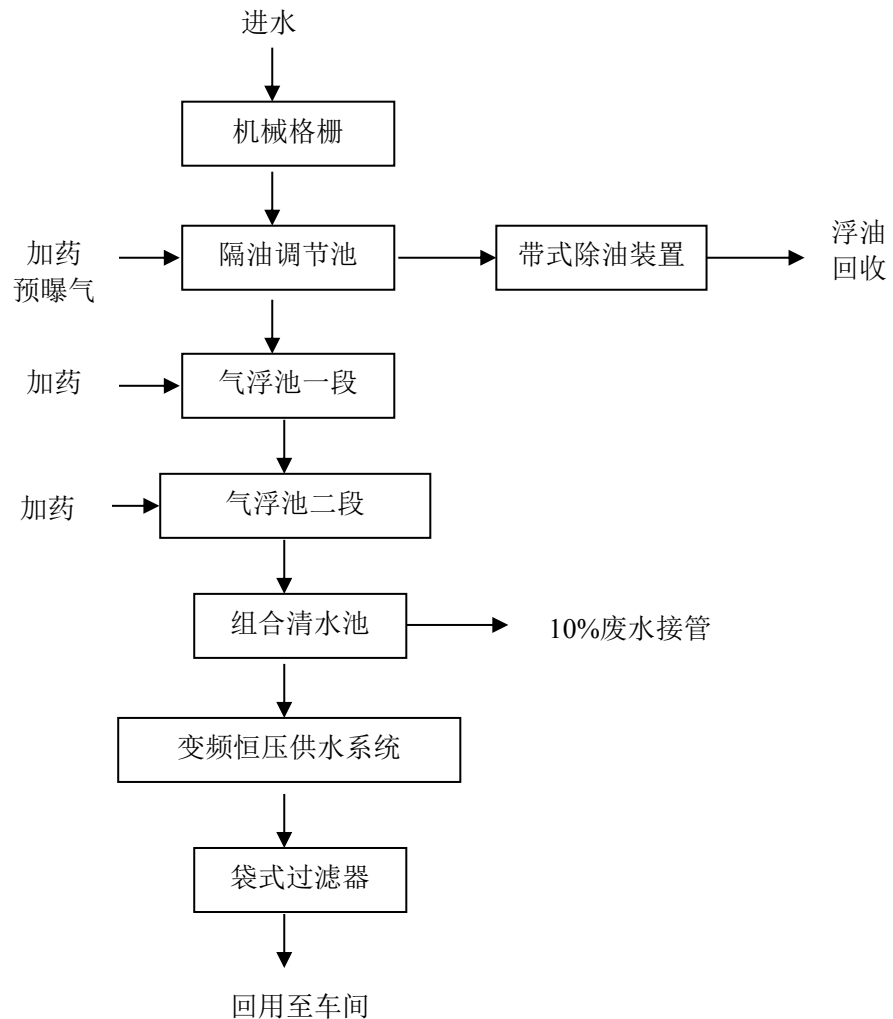 进水
机械格栅
加药
预曝气
隔油调节池
带式除油装置
浮油
回收
加药
气浮池一段
加药
气浮池二段
组合清水池
10%废水接管
变频恒压供水系统
袋式过滤器
回用至车间